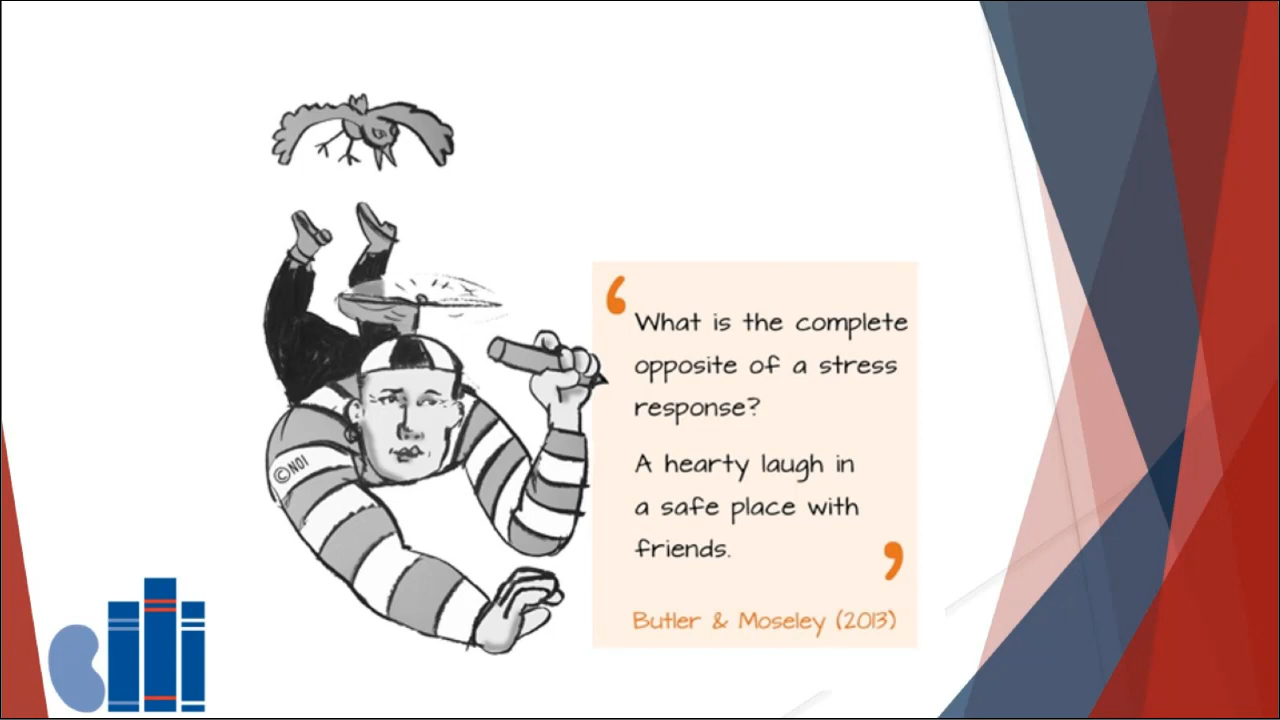 ‘
What is the complete
opposite of a stress
response?
A hearty laugh in
a safe place with
friends.
’
Butler & Moseley (2013)
©NOI